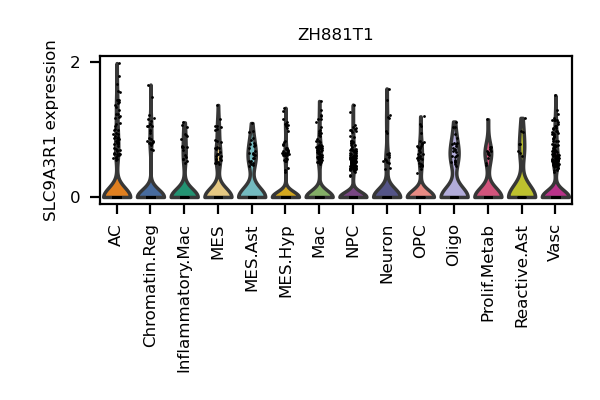 ZH881T1
SLC9A3R1 expression
2
0
AC
Chromatin.Reg
Inflammatory.Mac
MES
MES.Ast
MES.Hyp
Mac
NPC
Neuron
OPC
Oligo
Prolif.Metab
Reactive.Ast
Vasc